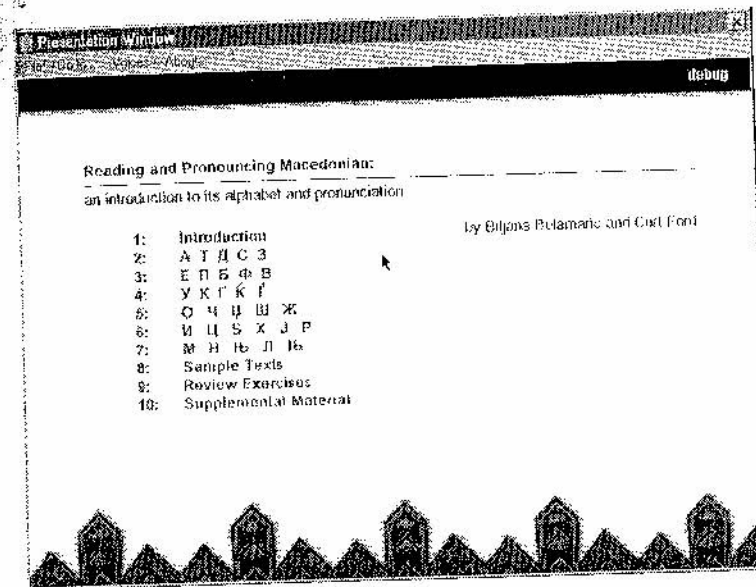 Presentation Window
debug
Reading and Pronouncing Macedonian:
an introduction to its alphabet and pronunciation
by Biljana Belamaric and Curt Ford
1: Introduction
2: А Т Д С З
3: Е П Б Ф В
4: У К Г Ќ Ѓ
5: О Ч Џ Ш Ж
6: И Ц Ѕ Х Ј Р
7: М Н Њ Л Љ
8: Sample Texts
9: Review Exercises
10: Supplemental Material